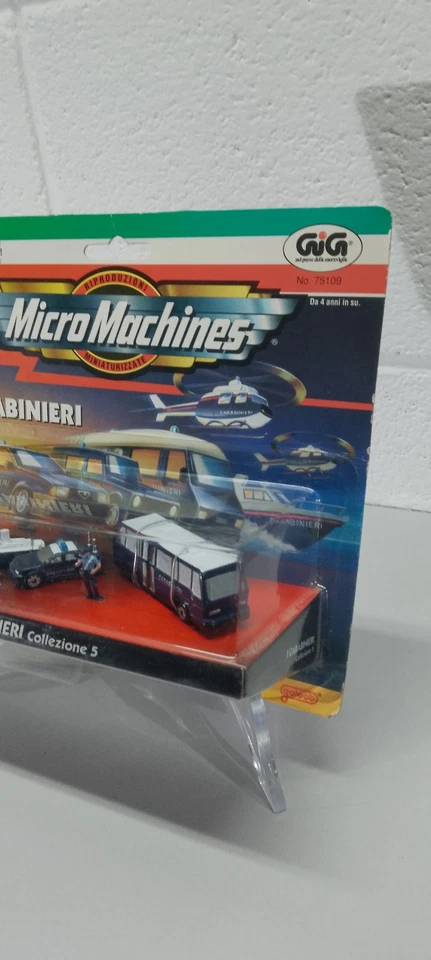 GiG
nel paese delle meraviglie
No. 75109
Da 4 anni in su.
RIPRODUZIONI
Micro Machines
®
MINIATURIZZATE
ABINIERI
CARABINIERI
IERI Collezione 5
galoob